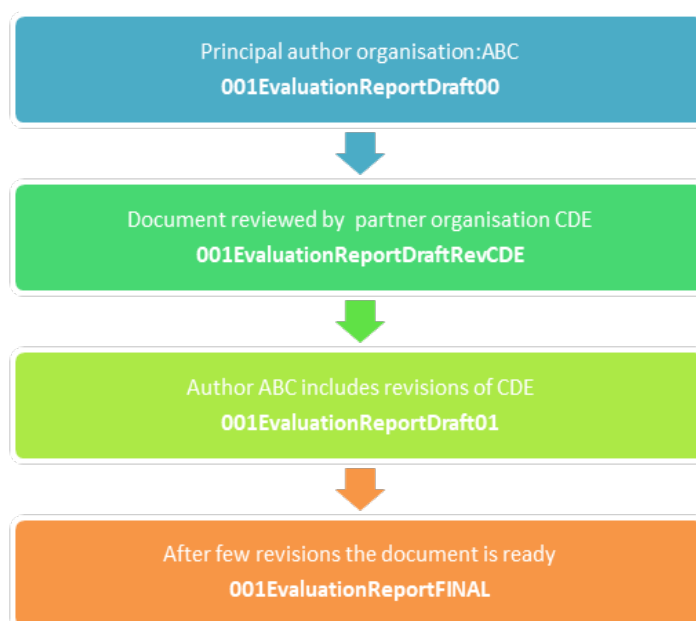 Principal author organisation:ABC
001EvaluationReportDraft00
Document reviewed by partner organisation CDE
001EvaluationReportDraftRevCDE
Author ABC includes revisions of CDE
001EvaluationReportDraft01
After few revisions the document is ready
001EvaluationReportFINAL